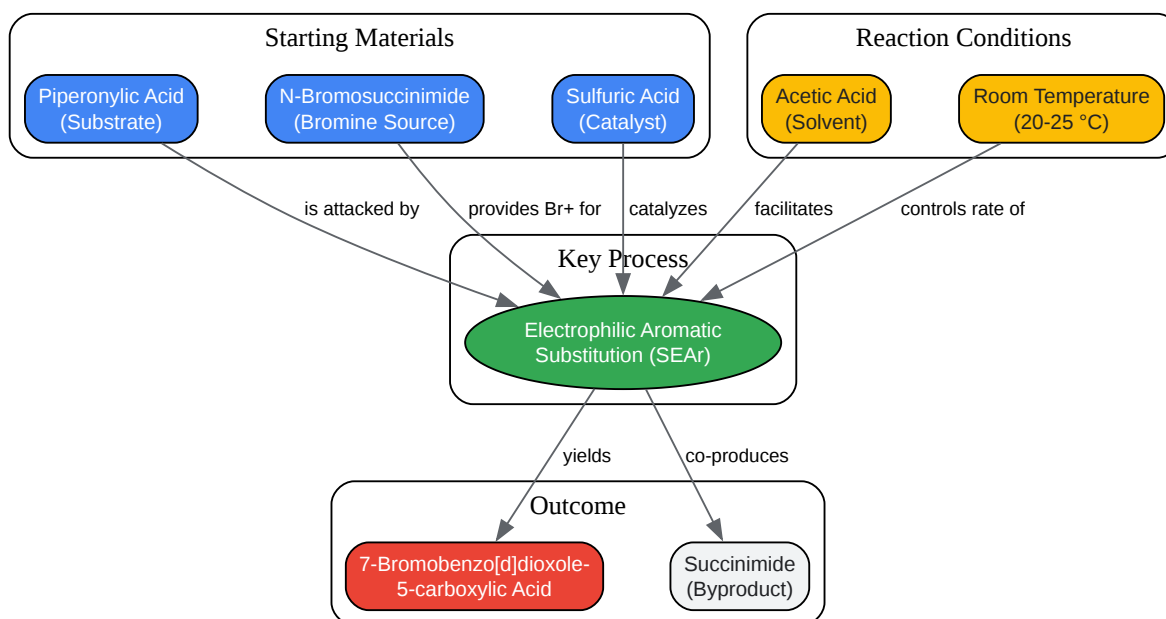 Starting Materials
Reaction Conditions
Piperonylic Acid
(Substrate)
N-Bromosuccinimide
(Bromine Source)
Sulfuric Acid
(Catalyst)
Acetic Acid
(Solvent)
Room Temperature
(20-25 °C)
is attacked by
provides Br+ for
catalyzes
facilitates
controls rate of
Key Process
Electrophilic Aromatic
Substitution (SEAr)
yields
co-produces
Outcome
7-Bromobenzo[d]dioxole-
5-carboxylic Acid
Succinimide
(Byproduct)